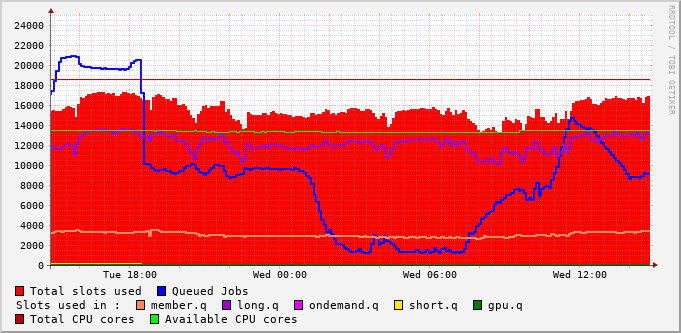 24000
22000
20000
18000
16000
14000
12000
10000
8000
6000
4000
2000
0
Tue 18:00 Wed 00:00 Wed 06:00 Wed 12:00
Total slots used Queued Jobs
Slots used in : member.q long.q ondemand.q short.q gpu.q
Total CPU cores Available CPU cores
RRDTOOL / TOBI OETIKER